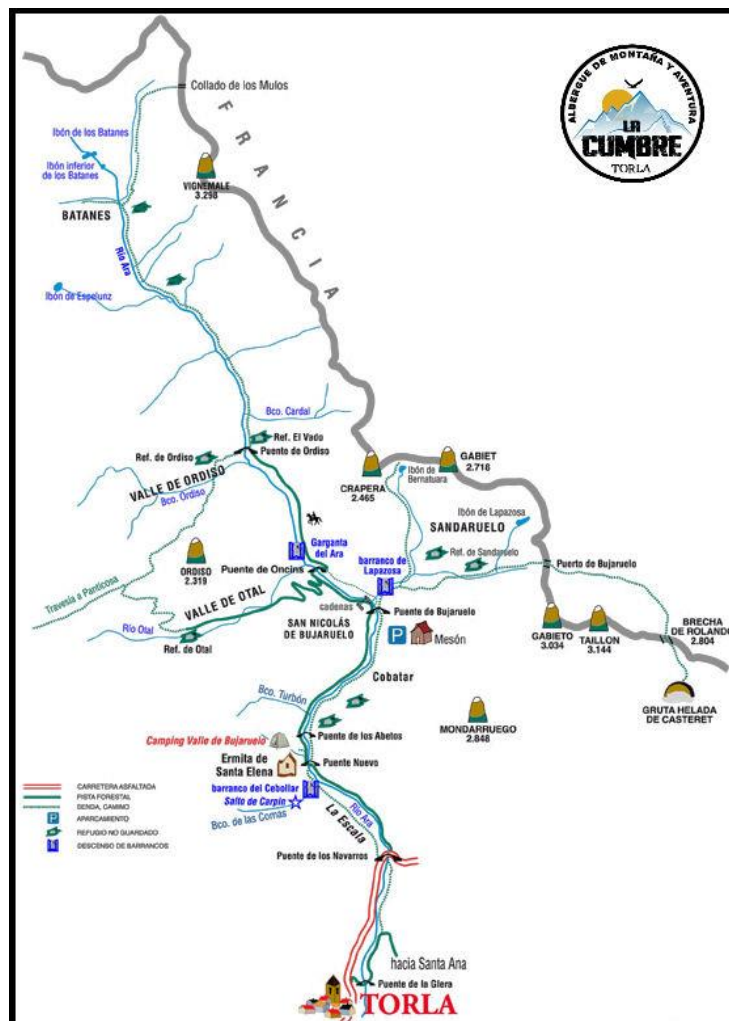 ALBERGUE DE MONTAÑA Y AVENTURA
LA
CUMBRE
TORLA
Collado de los Mulos
FRANCIA
Ibón de los Batanes
Ibón inferior
de los Batanes
VIGNEMALE
3.298
BATANES
Río Ara
Ibón de Espelunz
Bco. Cardal
Ref. El Vado
Puente de Ordiso
Ref. de Ordiso
VALLE DE ORDISO
Bco. Ordiso
GABIET
2.716
CRAPERA
2.465
Ibón de
Bernatuara
Ibón de Lapazosa
SANDARUELO
Garganta
del Ara
barranco de
Lapazosa
Ref. de Sandaruelo
ORDISO
2.319
Puente de Oncins
Puerto de Bujaruelo
Travesía a Panticosa
VALLE DE OTAL
cadenas
Puente de Bujaruelo
SAN NICOLÁS
DE BUJARUELO
Río Otal
Ref. de Otal
P
Mesón
GABIETO
3.034
TAILLON
3.144
BRECHA
DE ROLANDO
2.804
Cobatar
GRUTA HELADA
DE CASTERET
Bco. Turbón
MONDARRUEGO
2.848
Puente de los Abetos
Camping Valle de Bujaruelo
Ermita de
Santa Elena
Puente Nuevo
barranco del Cebollar
Salto de Carpín
Bco. de las Comas
La Escala
Río Ara
CARRETERA ASFALTADA
PISTA FORESTAL
SENDA, CAMINO
P APARCAMIENTO
REFUGIO NO GUARDADO
DESCENSO DE BARRANCOS
Puente de los Navarros
hacia Santa Ana
Puente de la Glera
TORLA